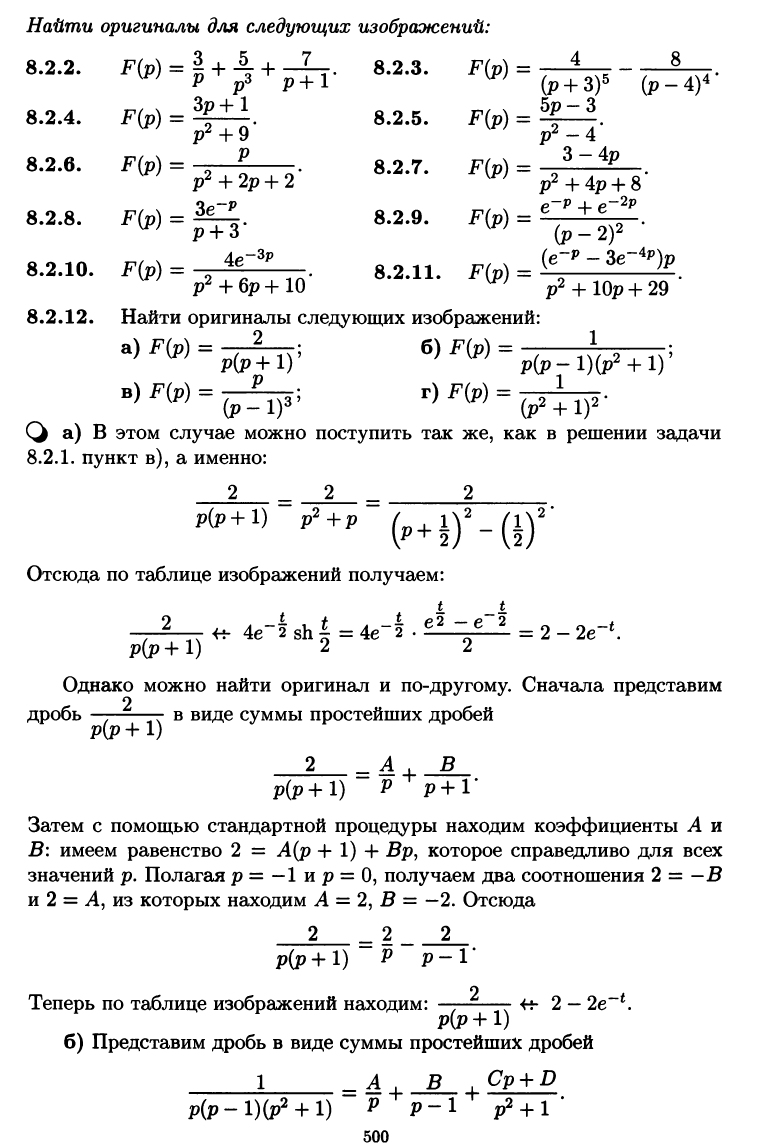 Найти оригиналы для следующих изображений:
8.2.2. F(p) = 3/p + 5/p³ + 7/(p + 1). 8.2.3. F(p) = 4/(p + 3)⁵ − 8/(p − 4)⁴.
8.2.4. F(p) = (3p + 1)/(p² + 9). 8.2.5. F(p) = (5p − 3)/(p² − 4).
8.2.6. F(p) = p/(p² + 2p + 2). 8.2.7. F(p) = (3 − 4p)/(p² + 4p + 8).
8.2.8. F(p) = 3e^{−p}/(p + 3). 8.2.9. F(p) = (e^{−p} + e^{−2p})/(p − 2)².
8.2.10. F(p) = 4e^{−3p}/(p² + 6p + 10). 8.2.11. F(p) = (e^{−p} − 3e^{−4p})p/(p² + 10p + 29).
8.2.12. Найти оригиналы следующих изображений:
а) F(p) = 2/(p(p + 1)); б) F(p) = 1/(p(p − 1)(p² + 1));
в) F(p) = p/(p − 1)³; г) F(p) = 1/(p² + 1)².
а) В этом случае можно поступить так же, как в решении задачи
8.2.1. пункт в), а именно:
2/(p(p + 1)) = 2/(p² + p) = 2/((p + 1/2)² − (1/2)²).
Отсюда по таблице изображений получаем:
2/(p(p + 1)) ↔ 4e^{−t/2} sh t/2 = 4e^{−t/2} · (e^{t/2} − e^{−t/2})/2 = 2 − 2e^{−t}.
Однако можно найти оригинал и по-другому. Сначала представим
дробь 2/(p(p + 1)) в виде суммы простейших дробей
2/(p(p + 1)) = A/p + B/(p + 1).
Затем с помощью стандартной процедуры находим коэффициенты A и
B: имеем равенство 2 = A(p + 1) + Bp, которое справедливо для всех
значений p. Полагая p = −1 и p = 0, получаем два соотношения 2 = −B
и 2 = A, из которых находим A = 2, B = −2. Отсюда
2/(p(p + 1)) = 2/p − 2/(p − 1).
Теперь по таблице изображений находим: 2/(p(p + 1)) ↔ 2 − 2e^{−t}.
б) Представим дробь в виде суммы простейших дробей
1/(p(p − 1)(p² + 1)) = A/p + B/(p − 1) + (Cp + D)/(p² + 1).
500